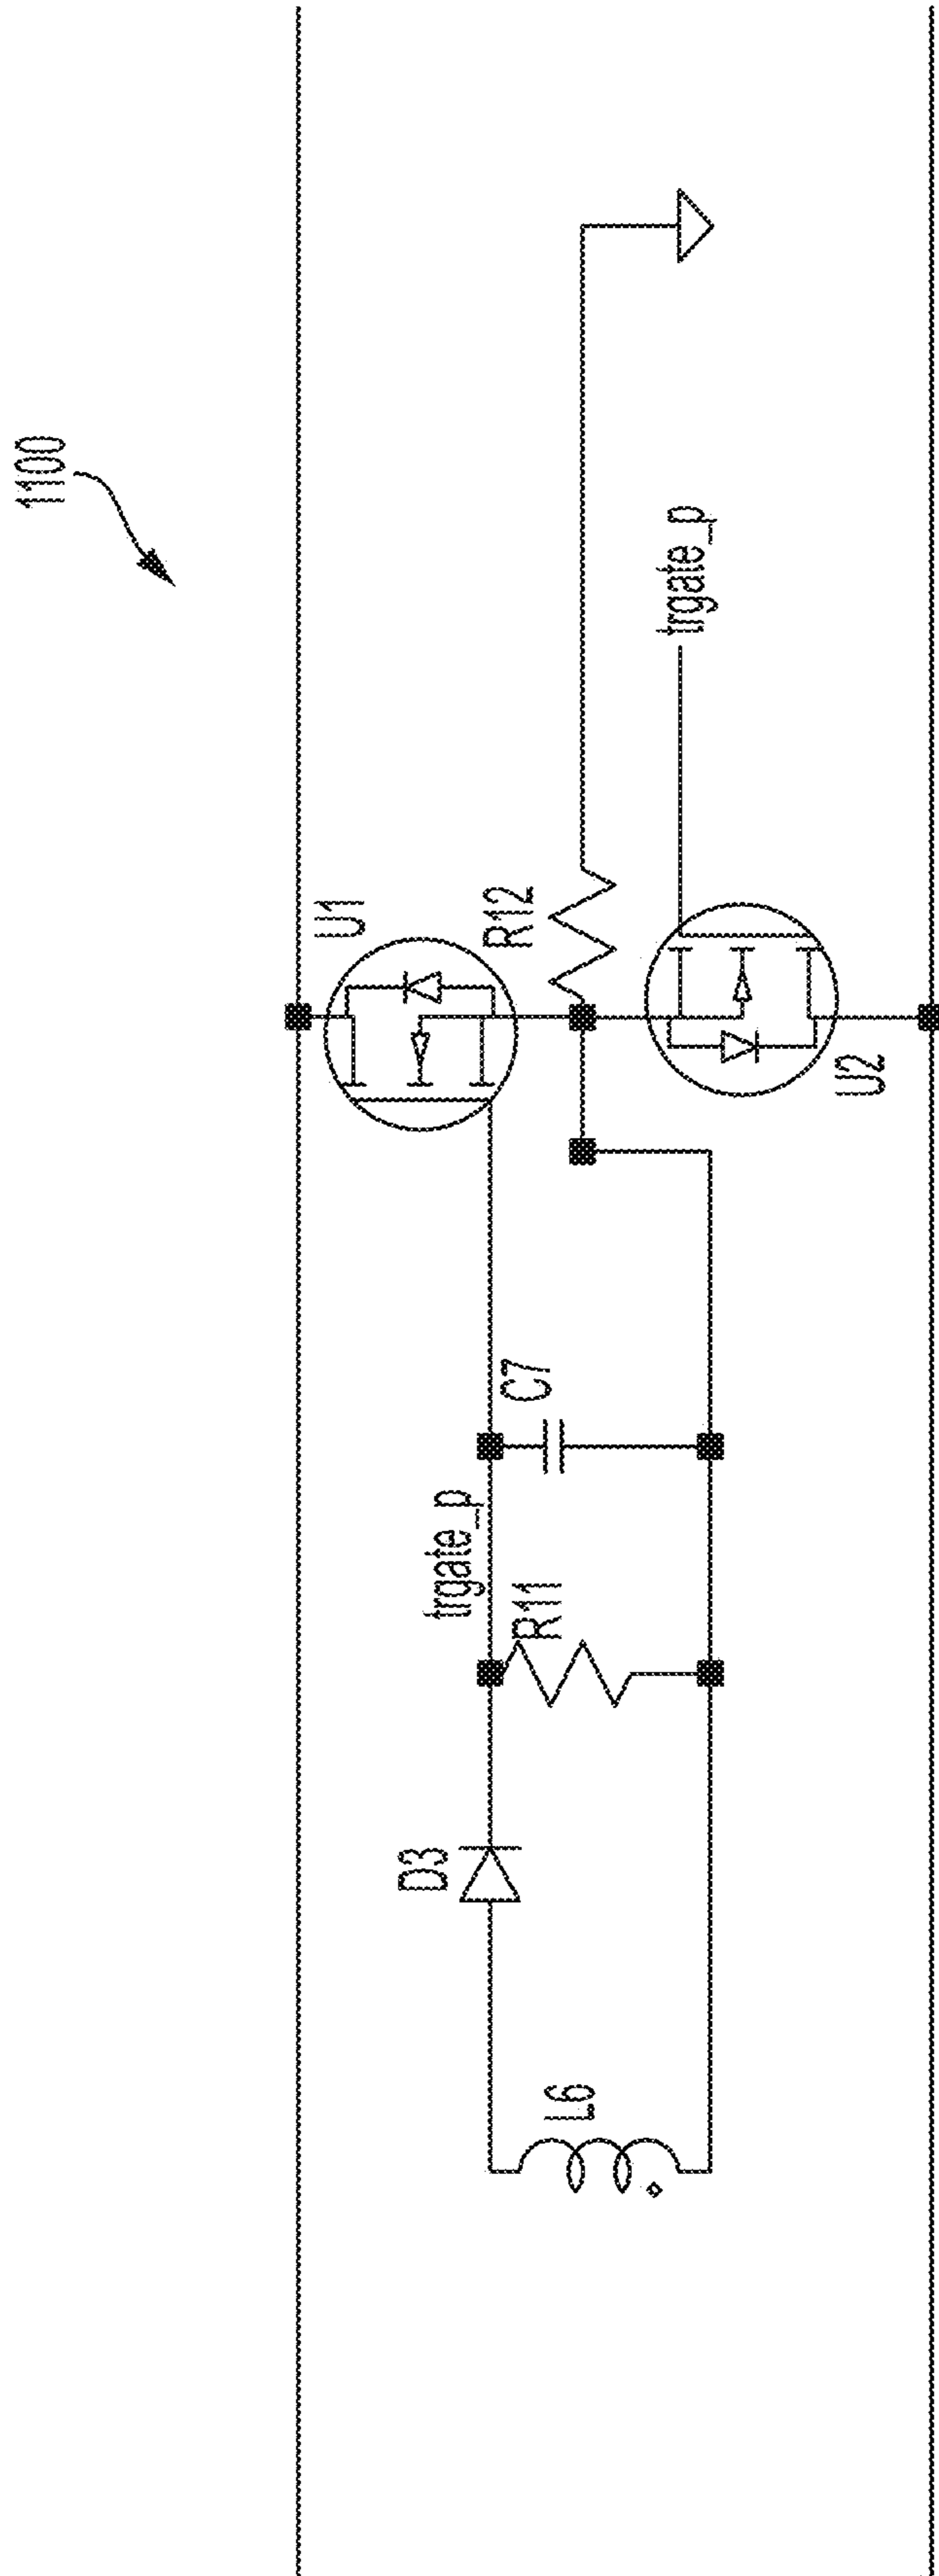 1100
U1
R12
trgate_p
U2
C7
trgate_p
R11
D3
L6